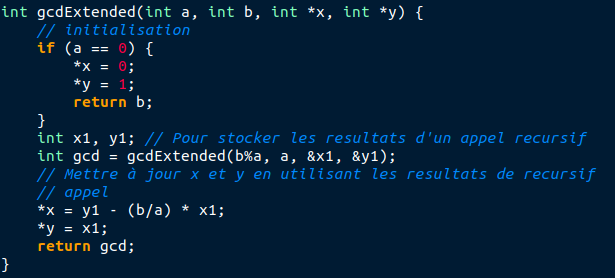 int gcdExtended(int a, int b, int *x, int *y) {
// initialisation
if (a == 0) {
*x = 0;
*y = 1;
return b;
}
int x1, y1; // Pour stocker les resultats d'un appel recursif
int gcd = gcdExtended(b%a, a, &x1, &y1);
// Mettre à jour x et y en utilisant les resultats de recursif
// appel
*x = y1 - (b/a) * x1;
*y = x1;
return gcd;
}